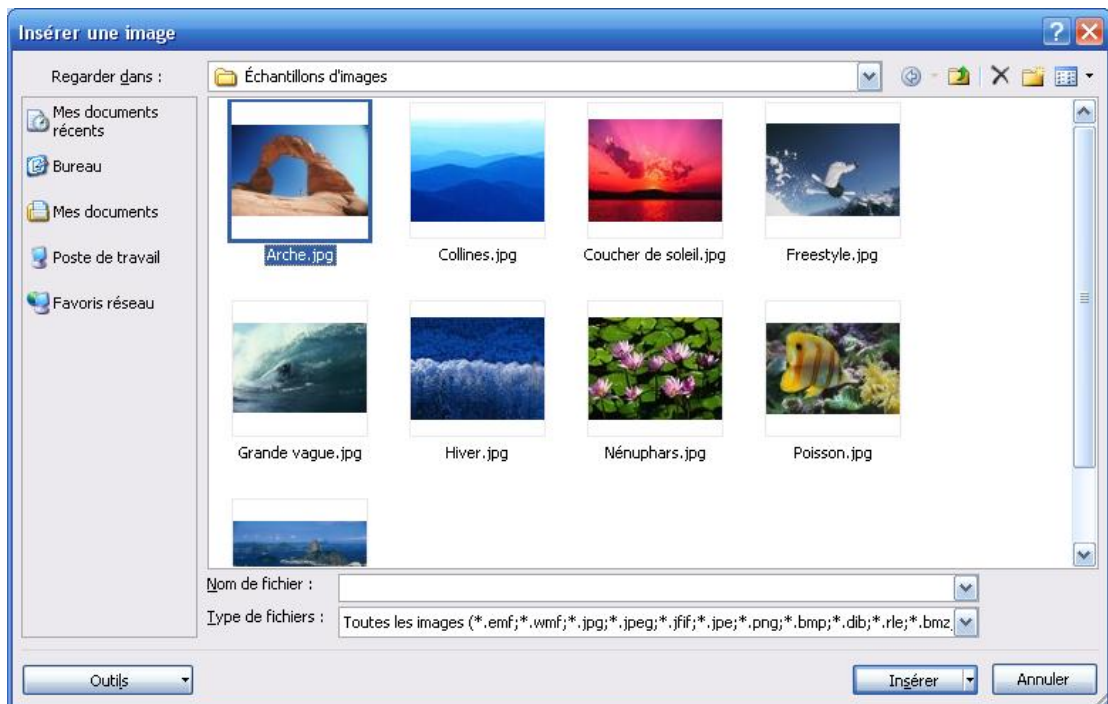 Insérer une image
Regarder dans :
Échantillons d'images
Mes documents
récents
Bureau
Mes documents
Poste de travail
Favoris réseau
Arche.jpg
Collines.jpg
Coucher de soleil.jpg
Freestyle.jpg
Grande vague.jpg
Hiver.jpg
Nénuphars.jpg
Poisson.jpg
Nom de fichier :
Type de fichiers :
Toutes les images (*.emf;*.wmf;*.jpg;*.jpeg;*.jfif;*.jpe;*.png;*.bmp;*.dib;*.rle;*.bmz
Outils
Insérer
Annuler